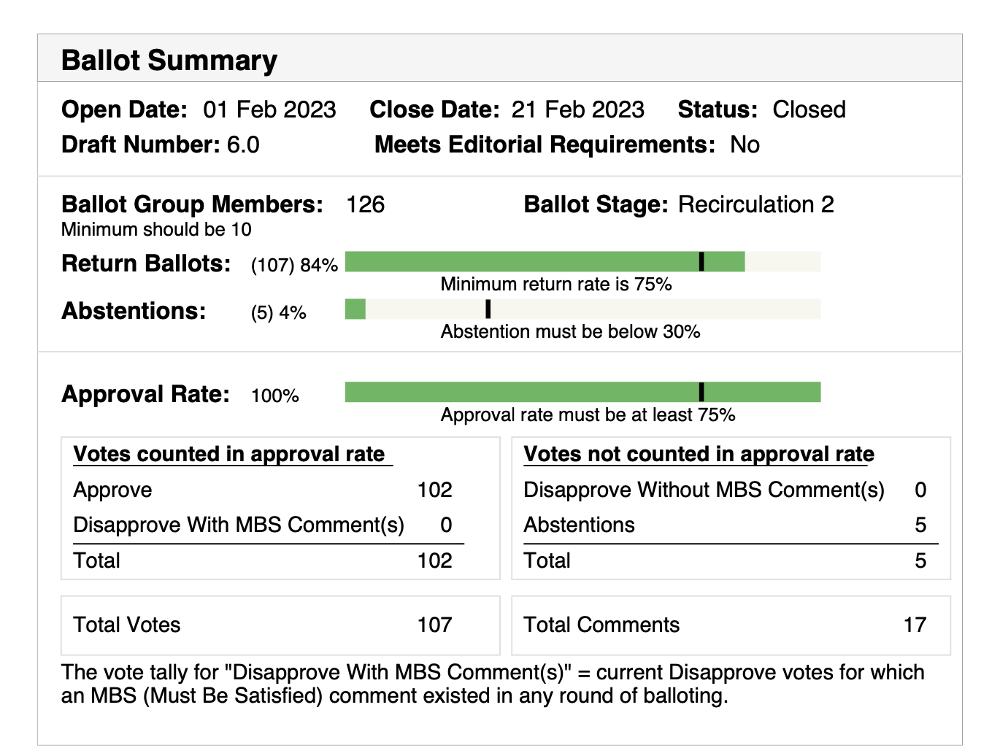 Ballot Summary
Open Date: 01 Feb 2023 Close Date: 21 Feb 2023 Status: Closed
Draft Number: 6.0 Meets Editorial Requirements: No
Ballot Group Members: 126 Ballot Stage: Recirculation 2
Minimum should be 10
Return Ballots: (107) 84%
Minimum return rate is 75%
Abstentions: (5) 4%
Abstention must be below 30%
Approval Rate: 100%
Approval rate must be at least 75%
Votes counted in approval rate
Approve 102
Disapprove With MBS Comment(s) 0
Total 102
Votes not counted in approval rate
Disapprove Without MBS Comment(s) 0
Abstentions 5
Total 5
Total Votes 107
Total Comments 17
The vote tally for "Disapprove With MBS Comment(s)" = current Disapprove votes for which
an MBS (Must Be Satisfied) comment existed in any round of balloting.